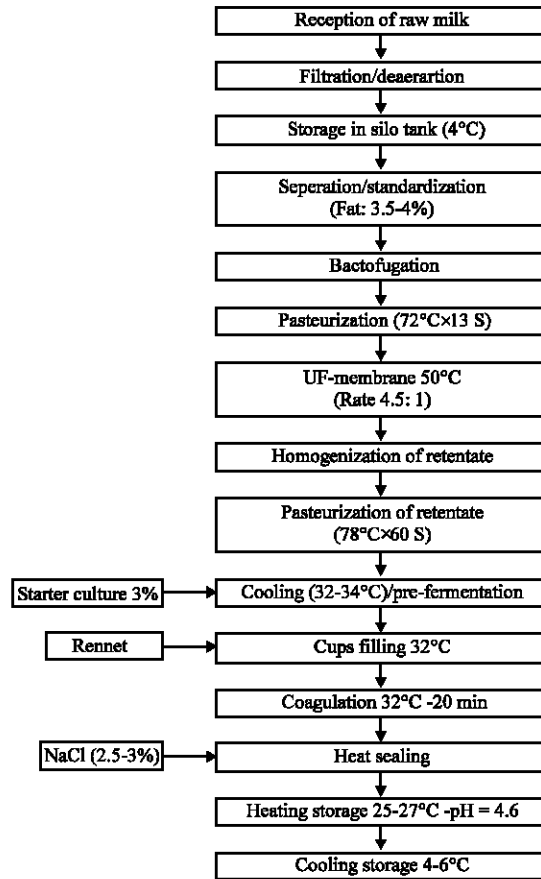 Reception of raw milk
Filtration/deaerartion
Storage in silo tank (4°C)
Seperation/standardization
(Fat: 3.5-4%)
Bactofugation
Pasteurization (72°C×13 S)
UF-membrane 50°C
(Rate 4.5: 1)
Homogenization of retentate
Pasteurization of retentate
(78°C×60 S)
Starter culture 3%
Cooling (32-34°C)/pre-fermentation
Rennet
Cups filling 32°C
Coagulation 32°C -20 min
NaCl (2.5-3%)
Heat sealing
Heating storage 25-27°C -pH = 4.6
Cooling storage 4-6°C